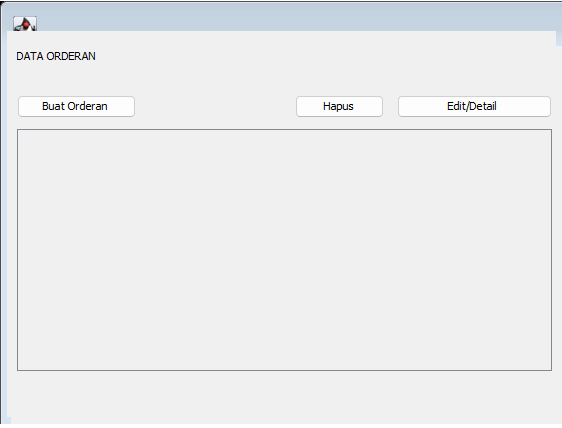 DATA ORDERAN
Buat Orderan
Hapus
Edit/Detail